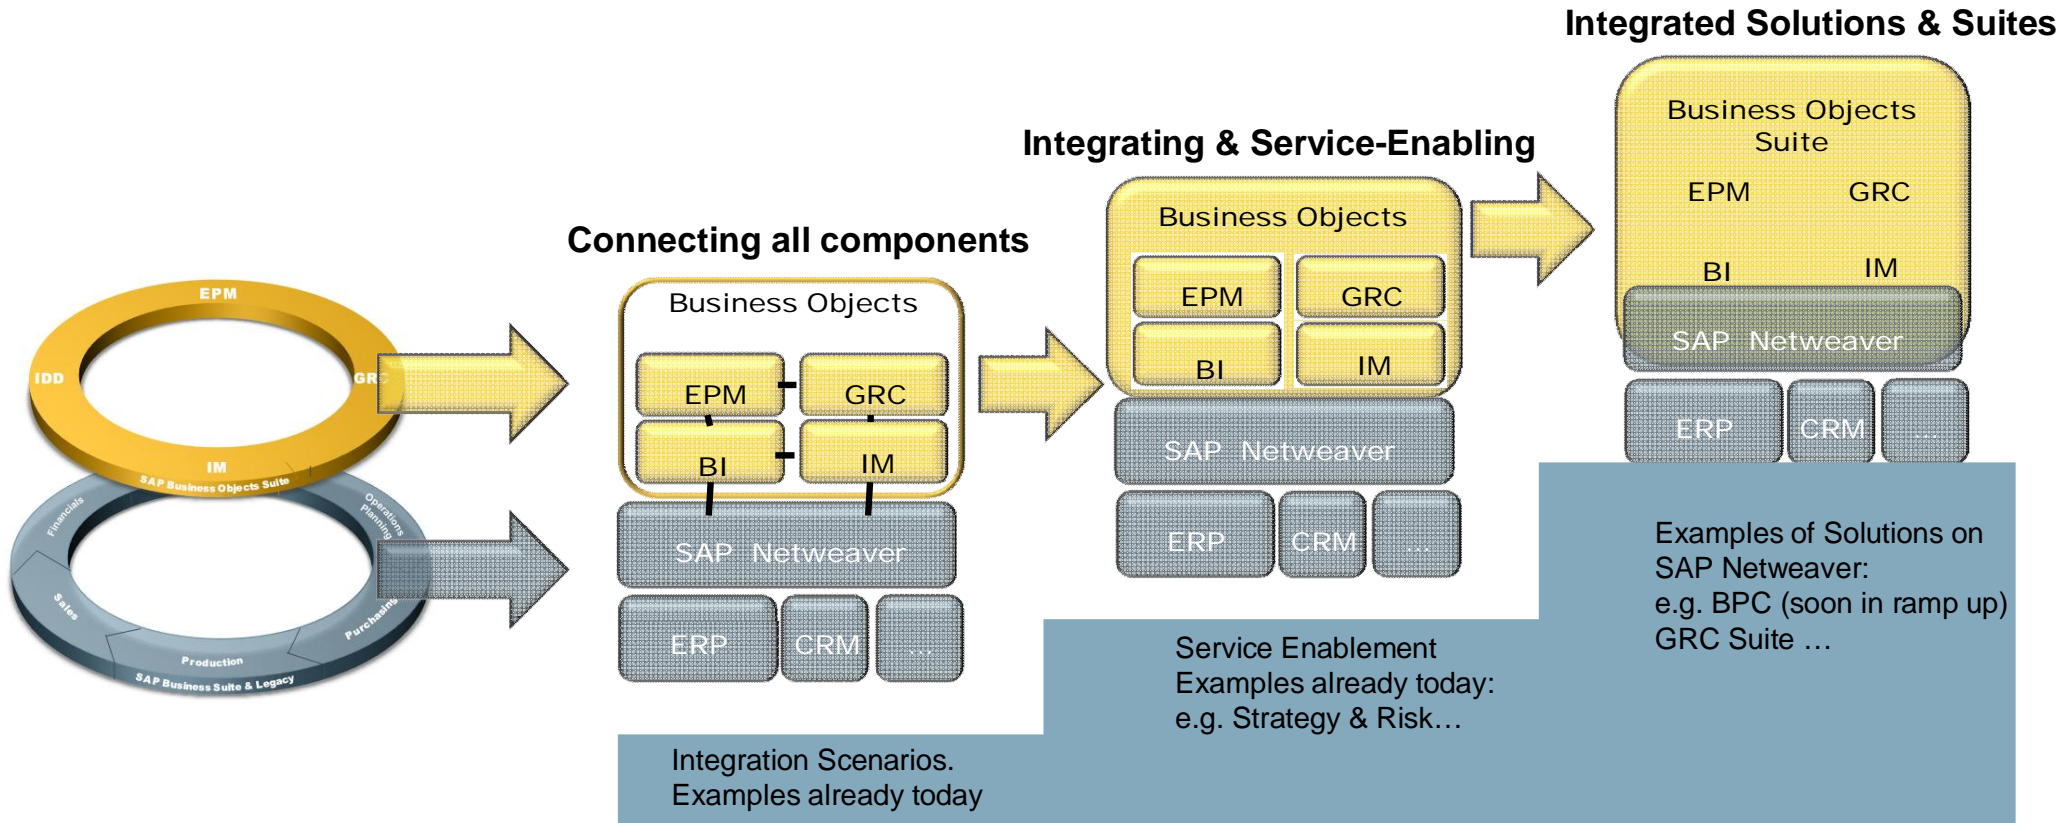 Integrated Solutions & Suites
Business Objects
Suite
EPM GRC
BI IM
SAP Netweaver
ERP CRM ...
Integrating & Service-Enabling
Business Objects
EPM GRC
BI IM
SAP Netweaver
ERP CRM ...
Connecting all components
Business Objects
EPM GRC
BI IM
SAP Netweaver
ERP CRM ...
EPM
IDD GRC
IM
SAP Business Objects Suite
Financials
Operations
Planning
Sales
Purchasing
Production
SAP Business Suite & Legacy
Integration Scenarios.
Examples already today
Service Enablement
Examples already today:
e.g. Strategy & Risk…
Examples of Solutions on
SAP Netweaver:
e.g. BPC (soon in ramp up)
GRC Suite …